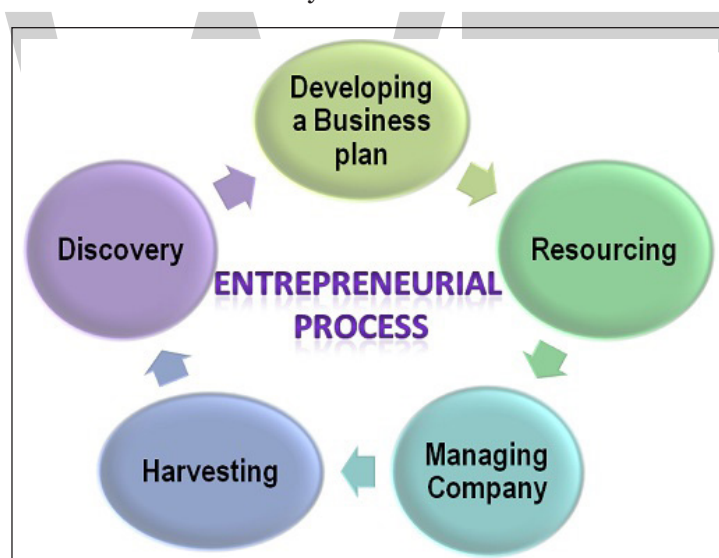 Developing
a Business
plan
Discovery
Resourcing
ENTREPRENEURIAL
PROCESS
Harvesting
Managing
Company